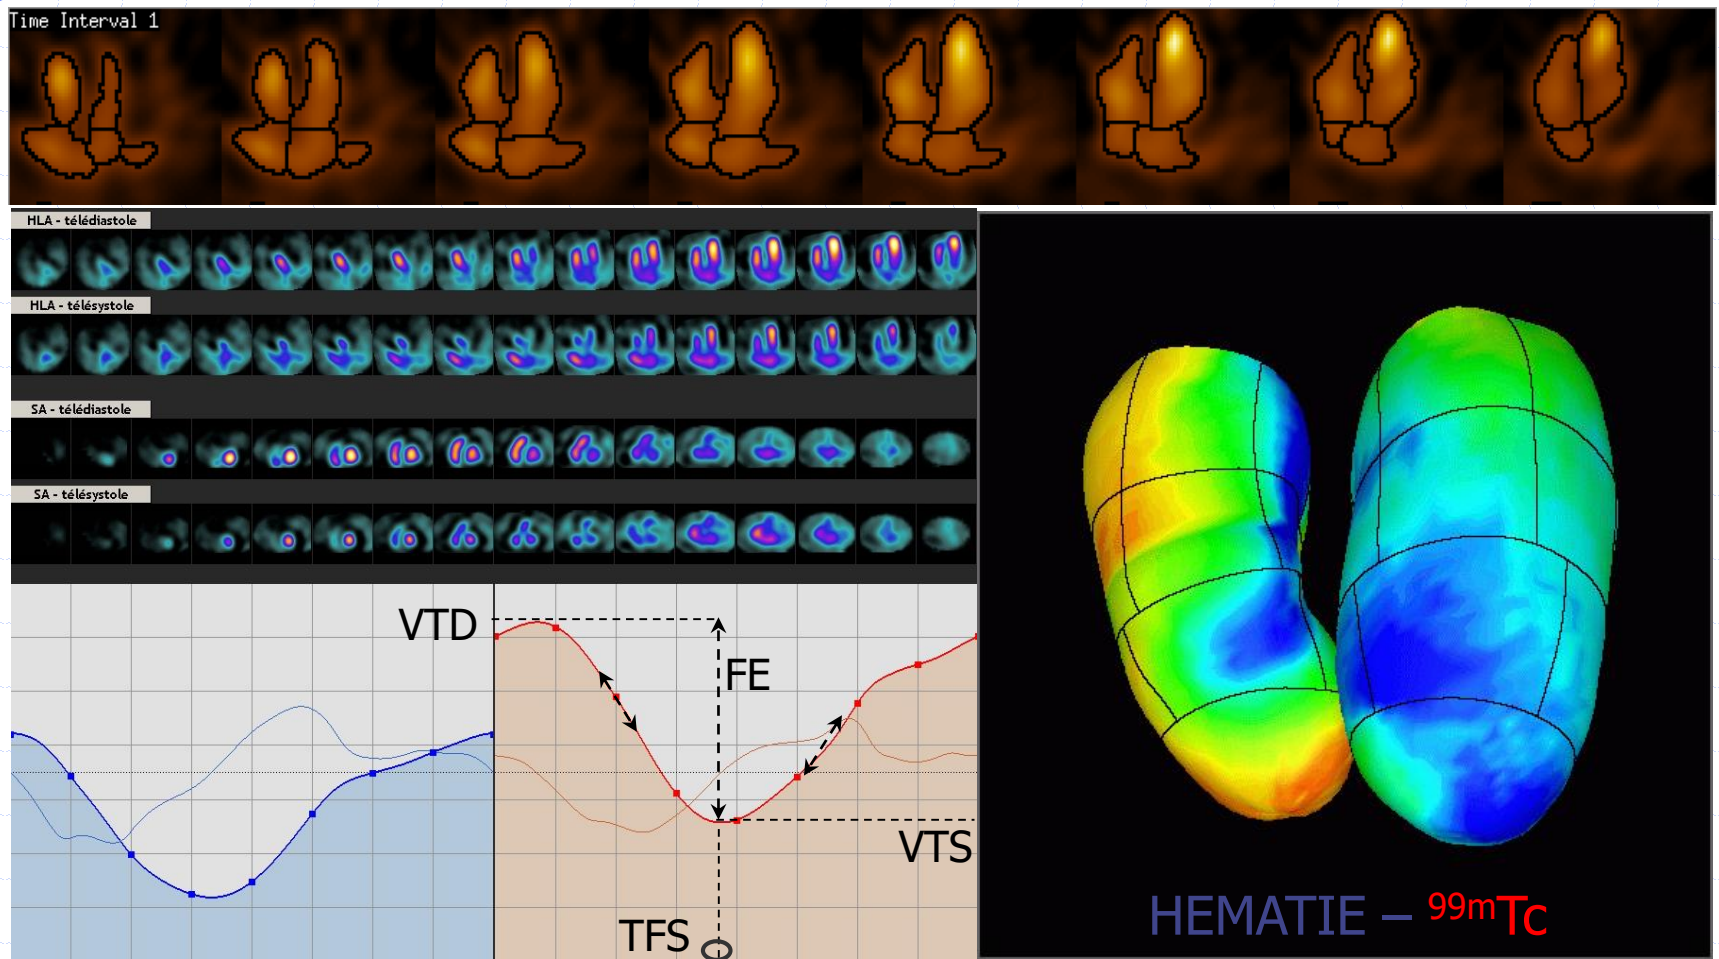 Time Interval 1
HLA - télédiastole
HLA - télésystole
SA - télédiastole
SA - télésystole
VTD
FE
VTS
TFS
HEMATIE – 99mTc